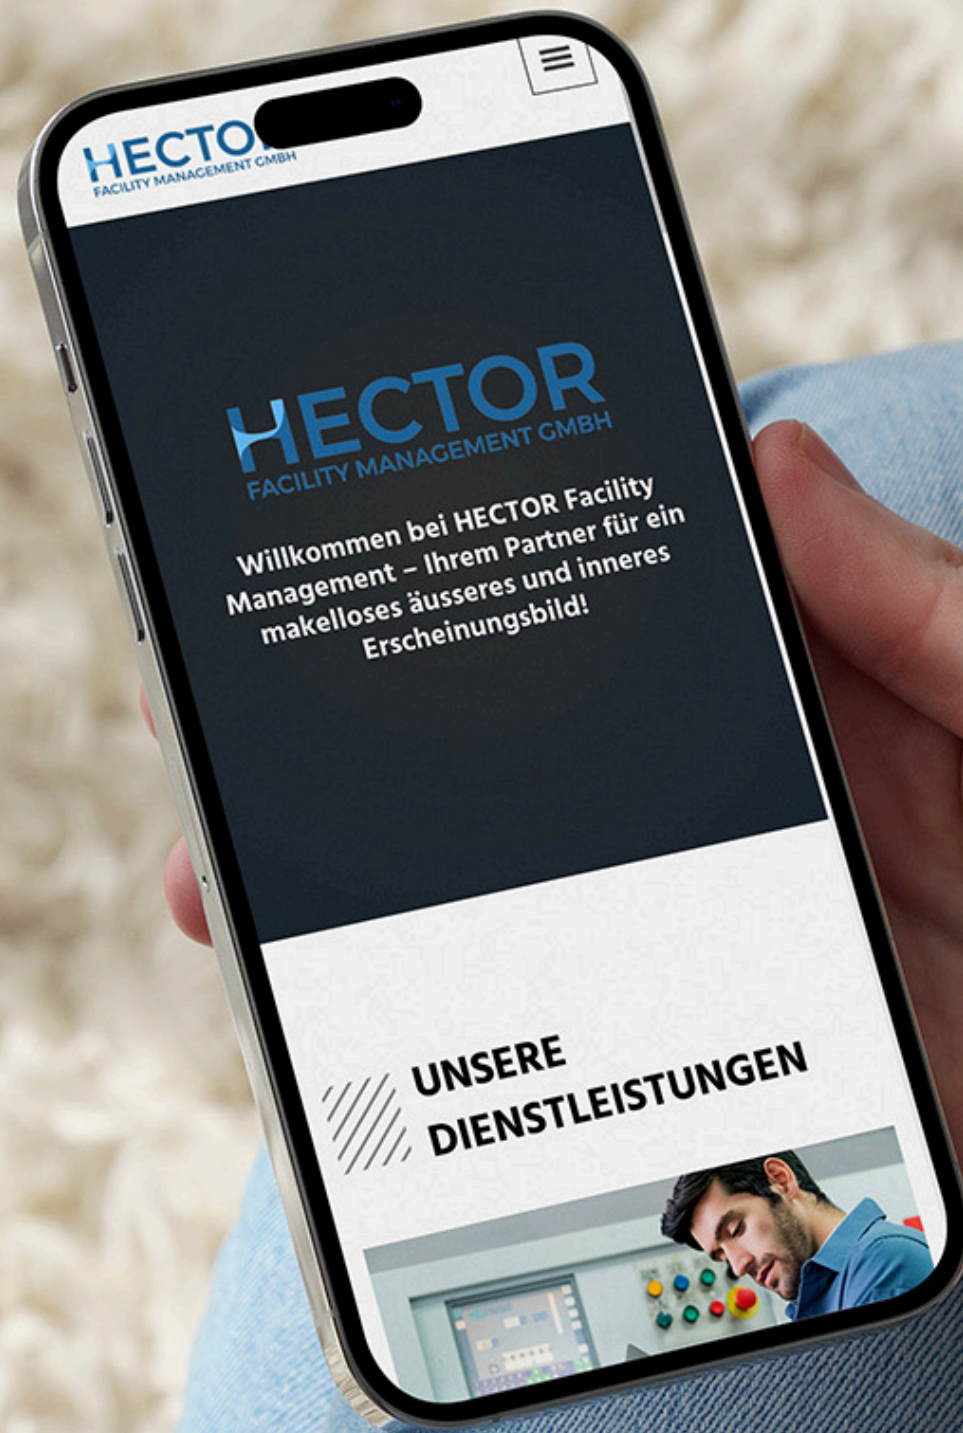 HECTO
FACILITY MANAGEMENT GMBH
HECTOR
FACILITY MANAGEMENT GMBH
Willkommen bei HECTOR Facility
Management – Ihrem Partner für ein
makelloses äusseres und inneres
Erscheinungsbild!
UNSERE
DIENSTLEISTUNGEN